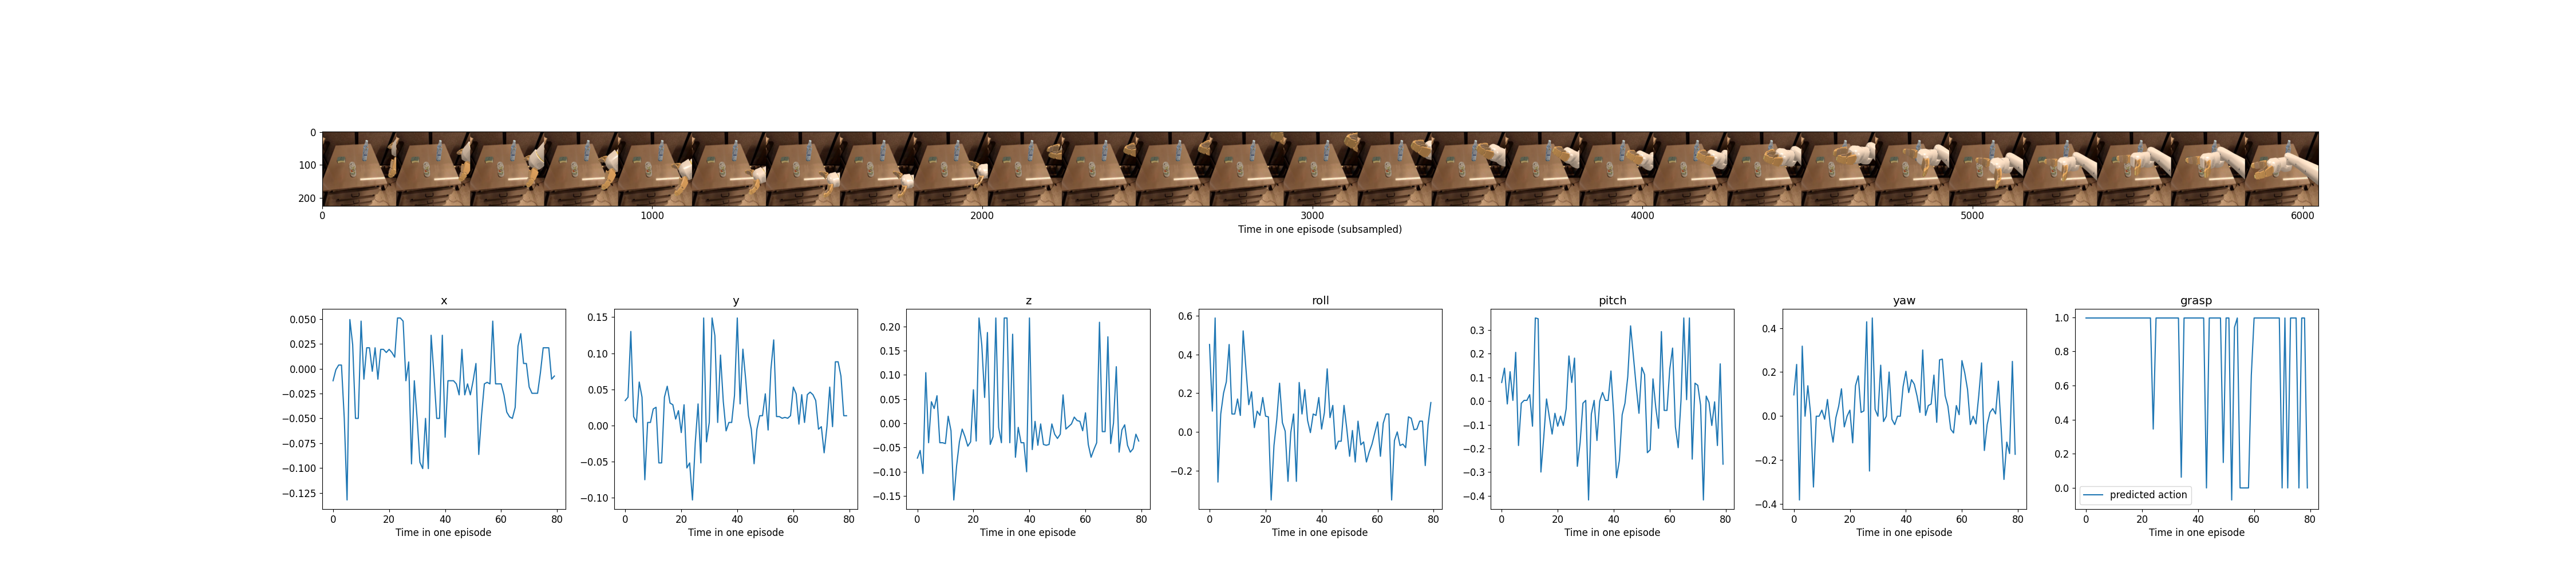 0
100
200
0 1000 2000 3000 4000 5000 6000
Time in one episode (subsampled)
x
0.050
0.025
0.000
−0.025
−0.050
−0.075
−0.100
−0.125
0 20 40 60 80
Time in one episode
y
0.15
0.10
0.05
0.00
−0.05
−0.10
0 20 40 60 80
Time in one episode
z
0.20
0.15
0.10
0.05
0.00
−0.05
−0.10
−0.15
0 20 40 60 80
Time in one episode
roll
0.6
0.4
0.2
0.0
−0.2
0 20 40 60 80
Time in one episode
pitch
0.3
0.2
0.1
0.0
−0.1
−0.2
−0.3
−0.4
0 20 40 60 80
Time in one episode
yaw
0.4
0.2
0.0
−0.2
−0.4
0 20 40 60 80
Time in one episode
grasp
1.0
0.8
0.6
0.4
0.2
0.0
predicted action
0 20 40 60 80
Time in one episode